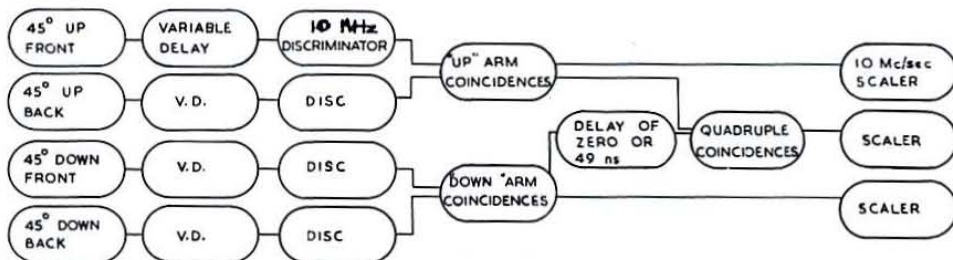 45° UP
FRONT
VARIABLE
DELAY
10 MHz
DISCRIMINATOR
"UP" ARM
COINCIDENCES
10 Mc/sec
SCALER
45° UP
BACK
V.D.
DISC
DELAY OF
ZERO OR
49 ns
QUADRUPLE
COINCIDENCES
SCALER
45° DOWN
FRONT
V.D.
DISC
"DOWN "ARM
COINCIDENCES
SCALER
45° DOWN
BACK
V.D.
DISC